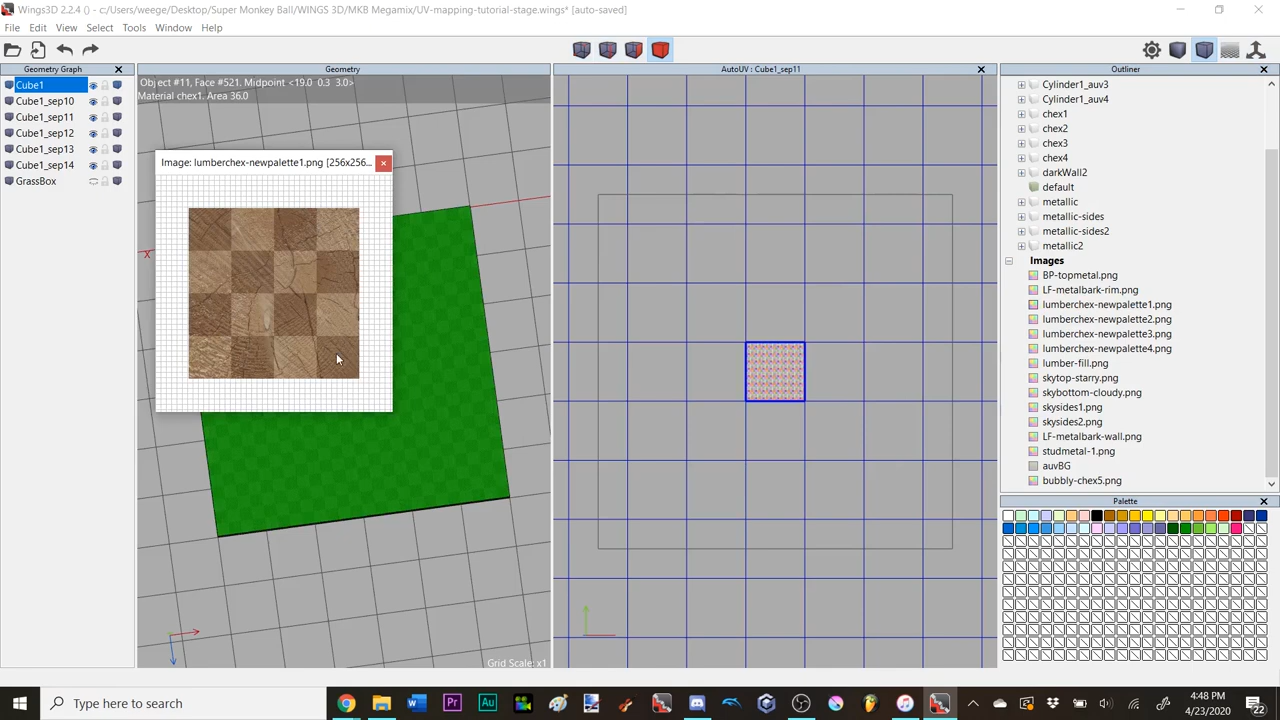 Wings3D 2.2.4 () - c:/Users/weege/Desktop/Super Monkey Ball/WINGS 3D/MKB Megamix/UV-mapping-tutorial-stage.wings* [auto-saved]
File Edit View Select Tools Window Help
Geometry Graph
Geometry
AutoUV : Cube1_sep11
Outliner
Cube1
Cube1_sep10
Cube1_sep11
Cube1_sep12
Cube1_sep13
Cube1_sep14
GrassBox
Object #11, Face #521, Midpoint <19.0 0.3 3.0>
Material chex1. Area 36.0
Image: lumberchex-newpalette1.png [256x256...
X
Grid Scale: x1
Cylinder1_auv3
Cylinder1_auv4
chex1
chex2
chex3
chex4
darkWall2
default
metallic
metallic-sides
metallic-sides2
metallic2
Images
BP-topmetal.png
LF-metalbark-rim.png
lumberchex-newpalette1.png
lumberchex-newpalette2.png
lumberchex-newpalette3.png
lumberchex-newpalette4.png
lumber-fill.png
skytop-starry.png
skybottom-cloudy.png
skysides1.png
skysides2.png
LF-metalbark-wall.png
studmetal-1.png
auvBG
bubbly-chex5.png
Palette
Type here to search
W
Pr
Au
4:48 PM
4/23/2020
22